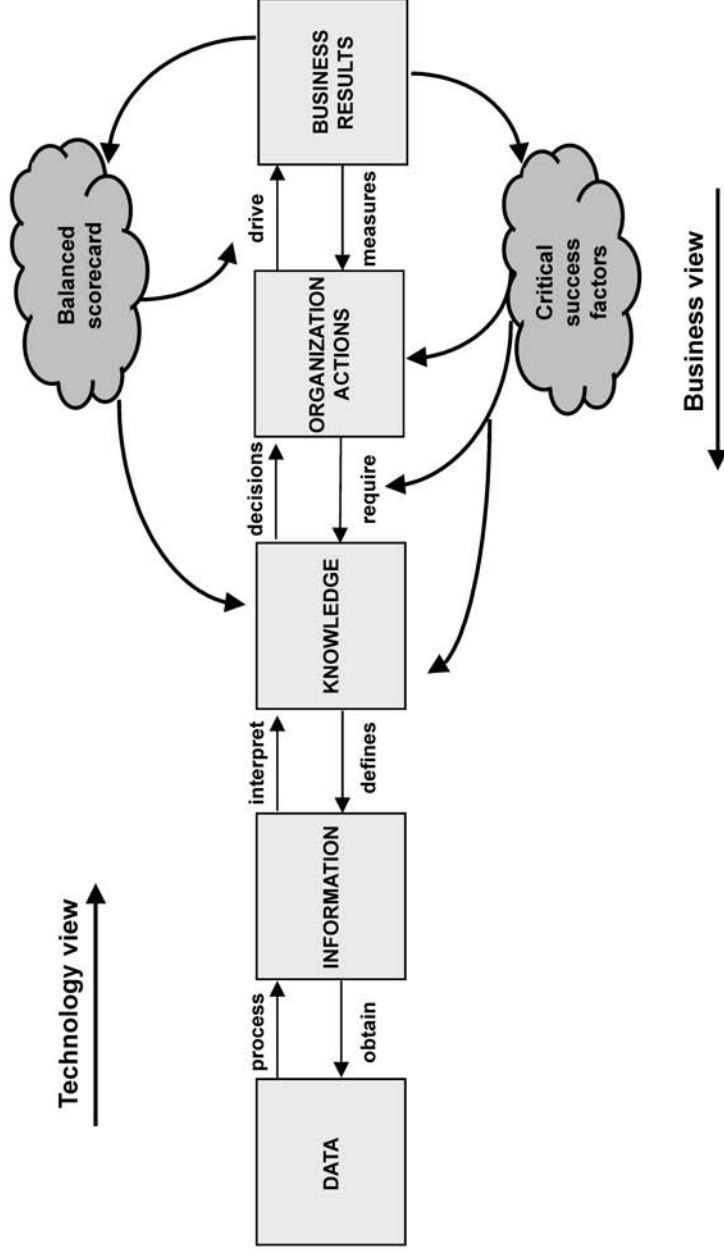 Technology view
Balanced
scorecard
process
interpret
decisions
drive
DATA
INFORMATION
KNOWLEDGE
ORGANIZATION
ACTIONS
BUSINESS
RESULTS
obtain
defines
require
measures
Critical
success
factors
Business view